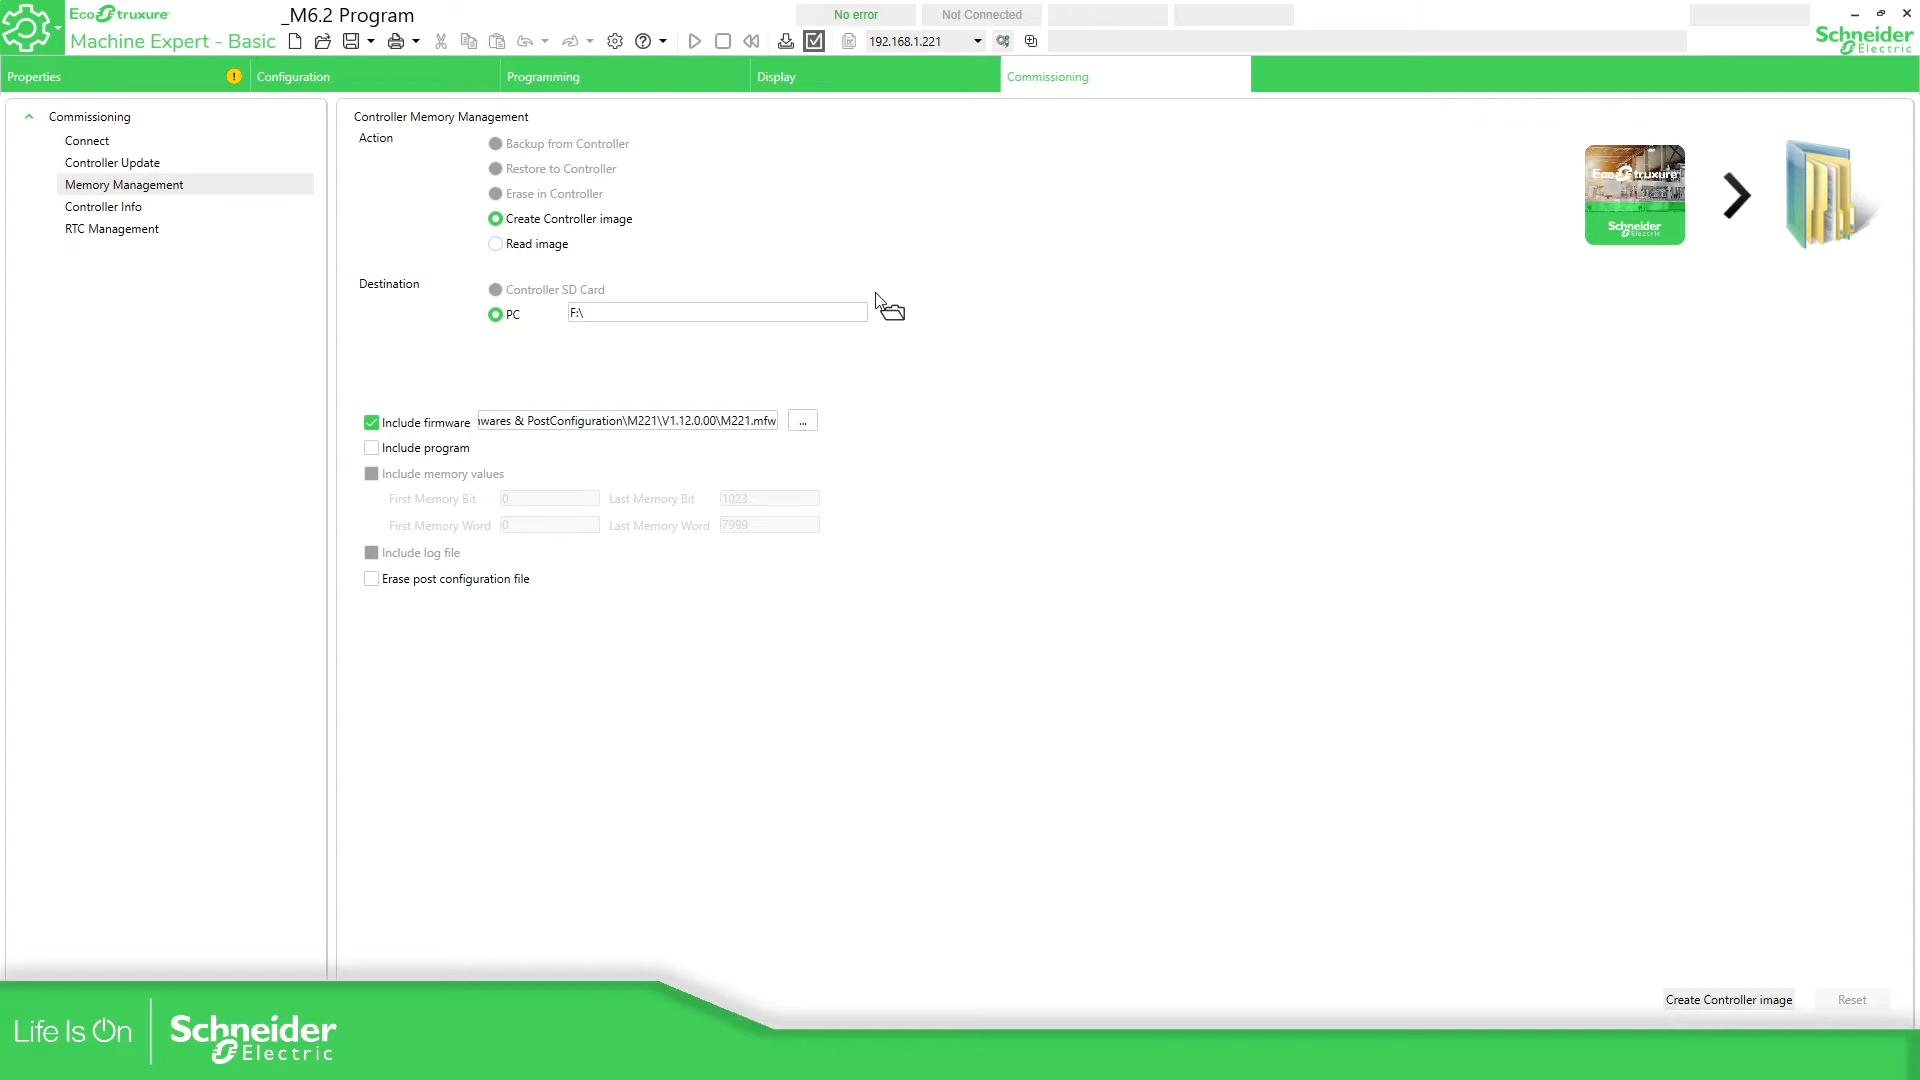 EcoStruxure
_M6.2 Program
No error
Not Connected
Machine Expert - Basic
192.168.1.221
Schneider
Electric
Properties
Configuration
Programming
Display
Commissioning
Commissioning
Connect
Controller Update
Memory Management
Controller Info
RTC Management
Controller Memory Management
Action
Backup from Controller
Restore to Controller
Erase in Controller
Create Controller image
Read image
EcoStruxure
Schneider
Electric
Destination
Controller SD Card
PC
F:\
Include firmware
wares & PostConfiguration\M221\V1.12.0.00\M221.mfw
...
Include program
Include memory values
First Memory Bit 0 Last Memory Bit 1023
First Memory Word 0 Last Memory Word 7999
Include log file
Erase post configuration file
Create Controller image
Reset
Life Is On
Schneider
Electric